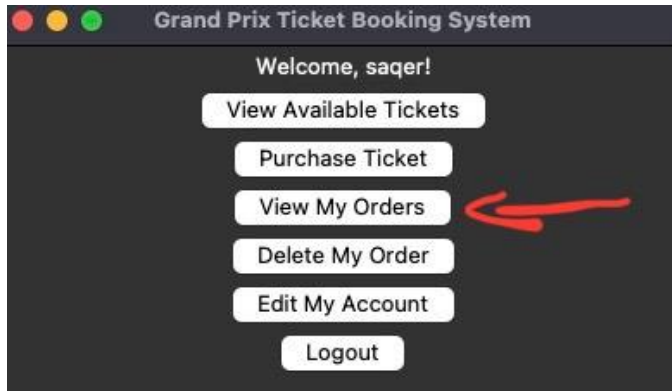 Grand Prix Ticket Booking System
Welcome, saqer!
View Available Tickets
Purchase Ticket
View My Orders
Delete My Order
Edit My Account
Logout